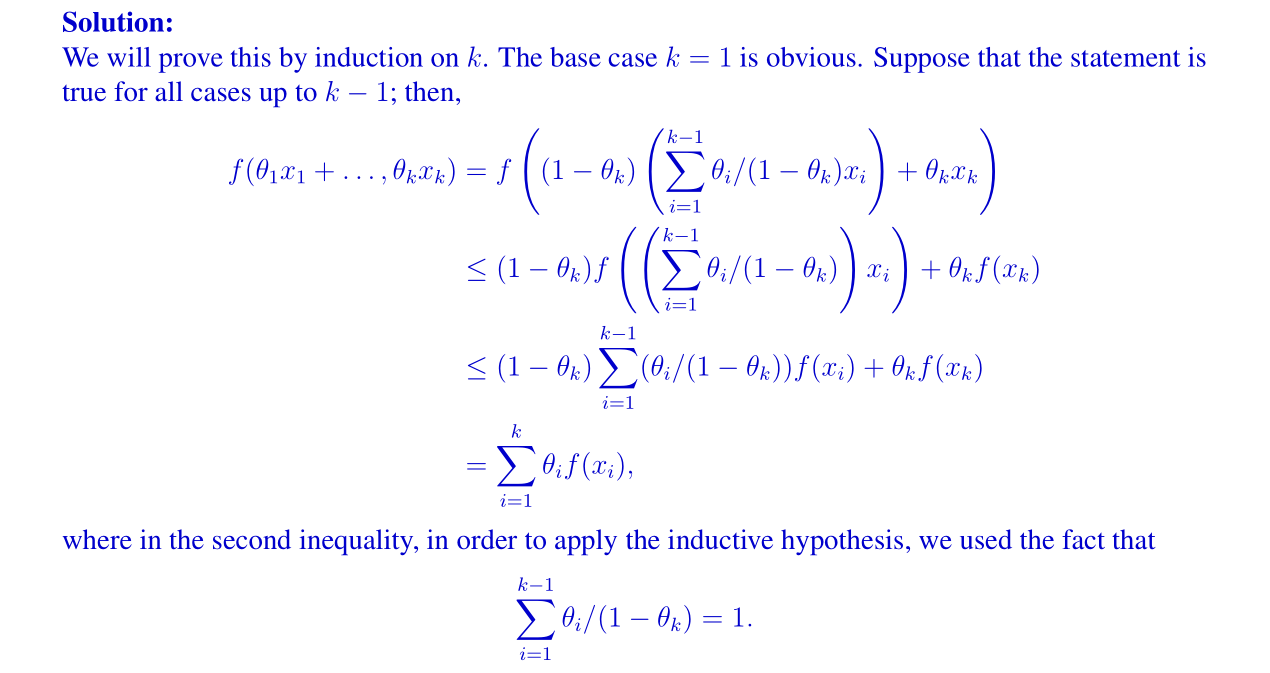 Solution:
We will prove this by induction on $k$. The base case $k = 1$ is obvious. Suppose that the statement is
true for all cases up to $k - 1$; then,
$f(\theta_1 x_1 + \ldots, \theta_k x_k) = f\left((1 - \theta_k)\left(\sum_{i=1}^{k-1} \theta_i/(1 - \theta_k)x_i\right) + \theta_k x_k\right)$
$\leq (1 - \theta_k) f\left(\left(\sum_{i=1}^{k-1} \theta_i/(1 - \theta_k)\right) x_i\right) + \theta_k f(x_k)$
$\leq (1 - \theta_k) \sum_{i=1}^{k-1} (\theta_i/(1 - \theta_k)) f(x_i) + \theta_k f(x_k)$
$= \sum_{i=1}^{k} \theta_i f(x_i),$
where in the second inequality, in order to apply the inductive hypothesis, we used the fact that
$\sum_{i=1}^{k-1} \theta_i/(1 - \theta_k) = 1.$